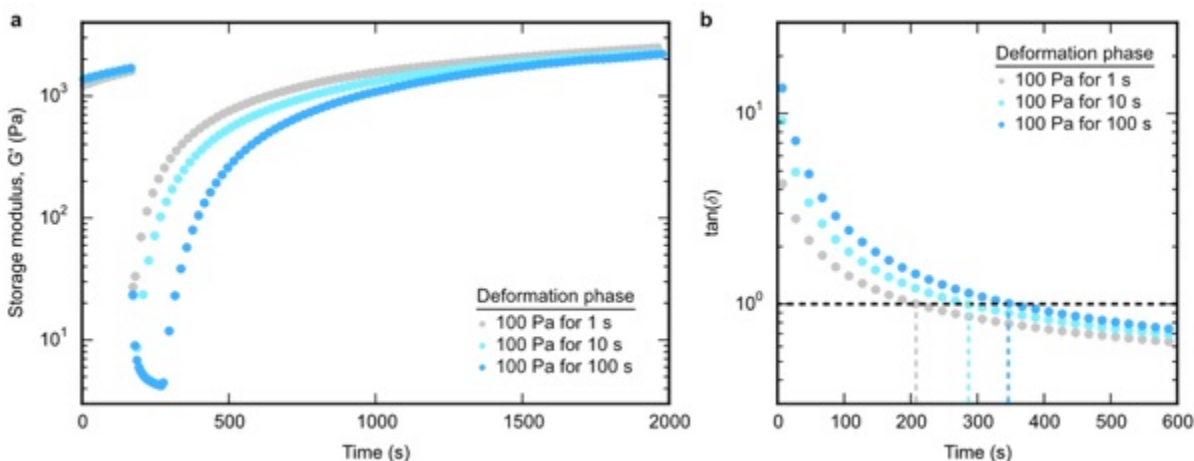 a
b
10³
10²
10¹
Storage modulus, G' (Pa)
Deformation phase
100 Pa for 1 s
100 Pa for 10 s
100 Pa for 100 s
0
500
1000
1500
2000
Time (s)
10¹
10⁰
tan(δ)
Deformation phase
100 Pa for 1 s
100 Pa for 10 s
100 Pa for 100 s
0
100
200
300
400
500
600
Time (s)